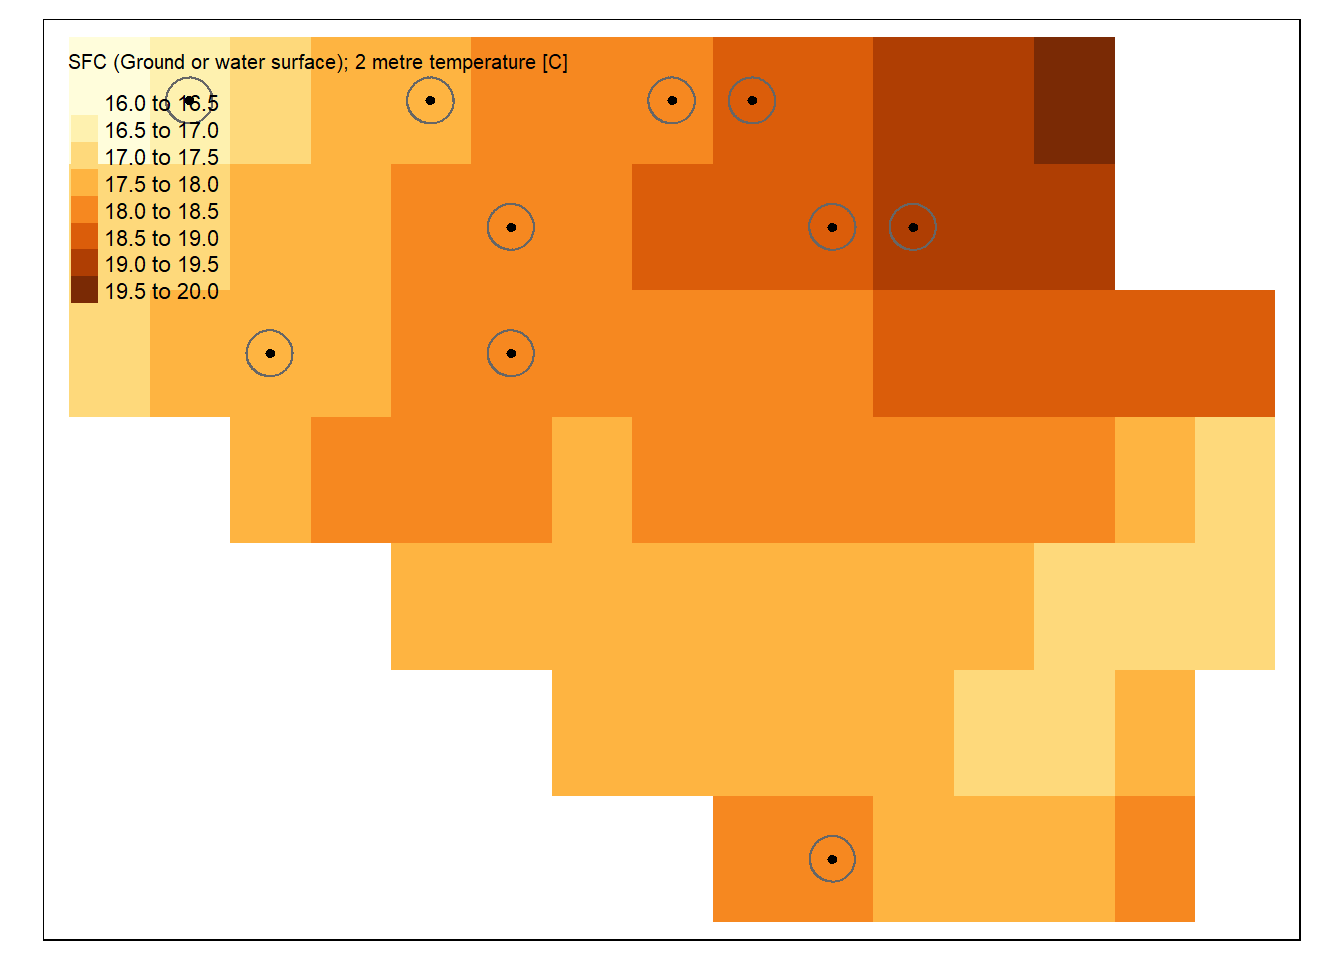 SFC (Ground or water surface); 2 metre temperature [C]
16.0 to 16.5
16.5 to 17.0
17.0 to 17.5
17.5 to 18.0
18.0 to 18.5
18.5 to 19.0
19.0 to 19.5
19.5 to 20.0